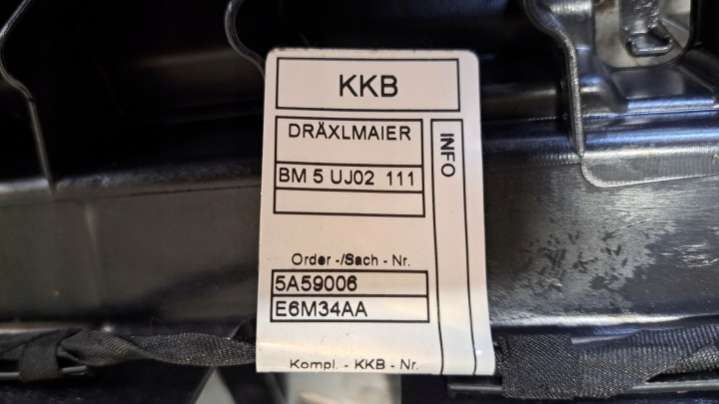 KKB
DRÄXLMAIER
BM 5 UJ02 111
INFO
Order -/Sach - Nr.
5A59006
E6M34AA
Kompl. - KKB - Nr.